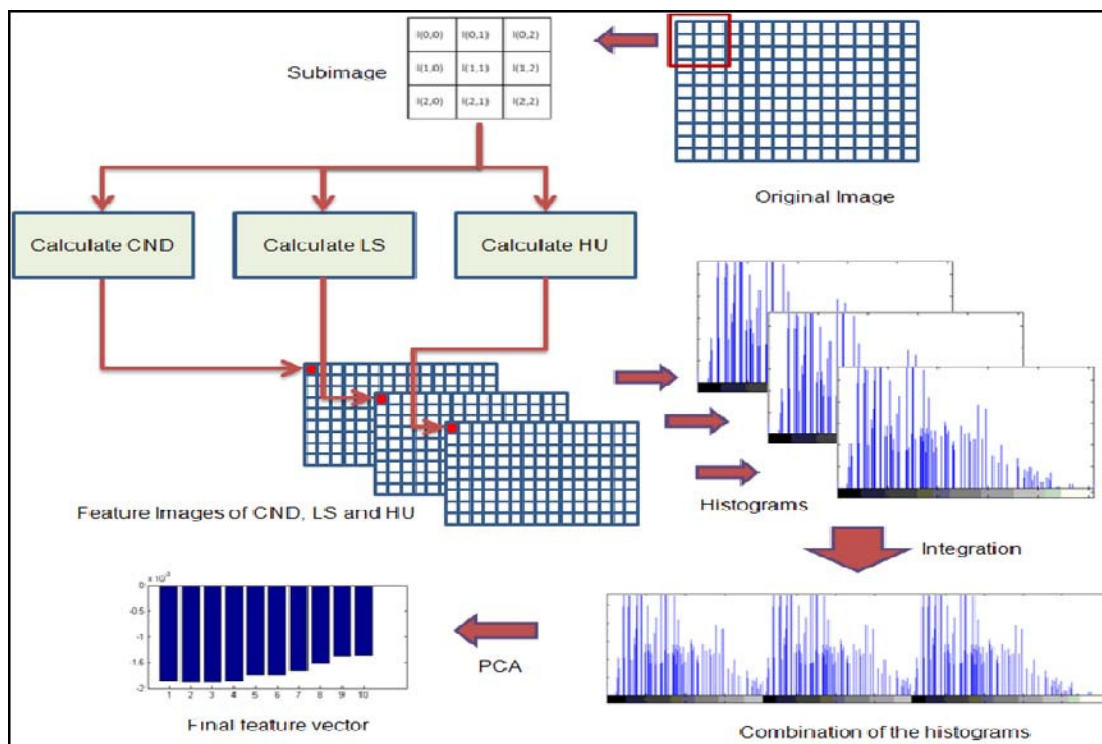 I(0,0) I(0,1) I(0,2)
I(1,0) I(1,1) I(1,2)
I(2,0) I(2,1) I(2,2)
Subimage
Original Image
Calculate CND
Calculate LS
Calculate HU
Feature Images of CND, LS and HU
Histograms
Integration
x 10⁻³
0
-0.5
-1
-1.5
-2
1 2 3 4 5 6 7 8 9 10
PCA
Final feature vector
Combination of the histograms